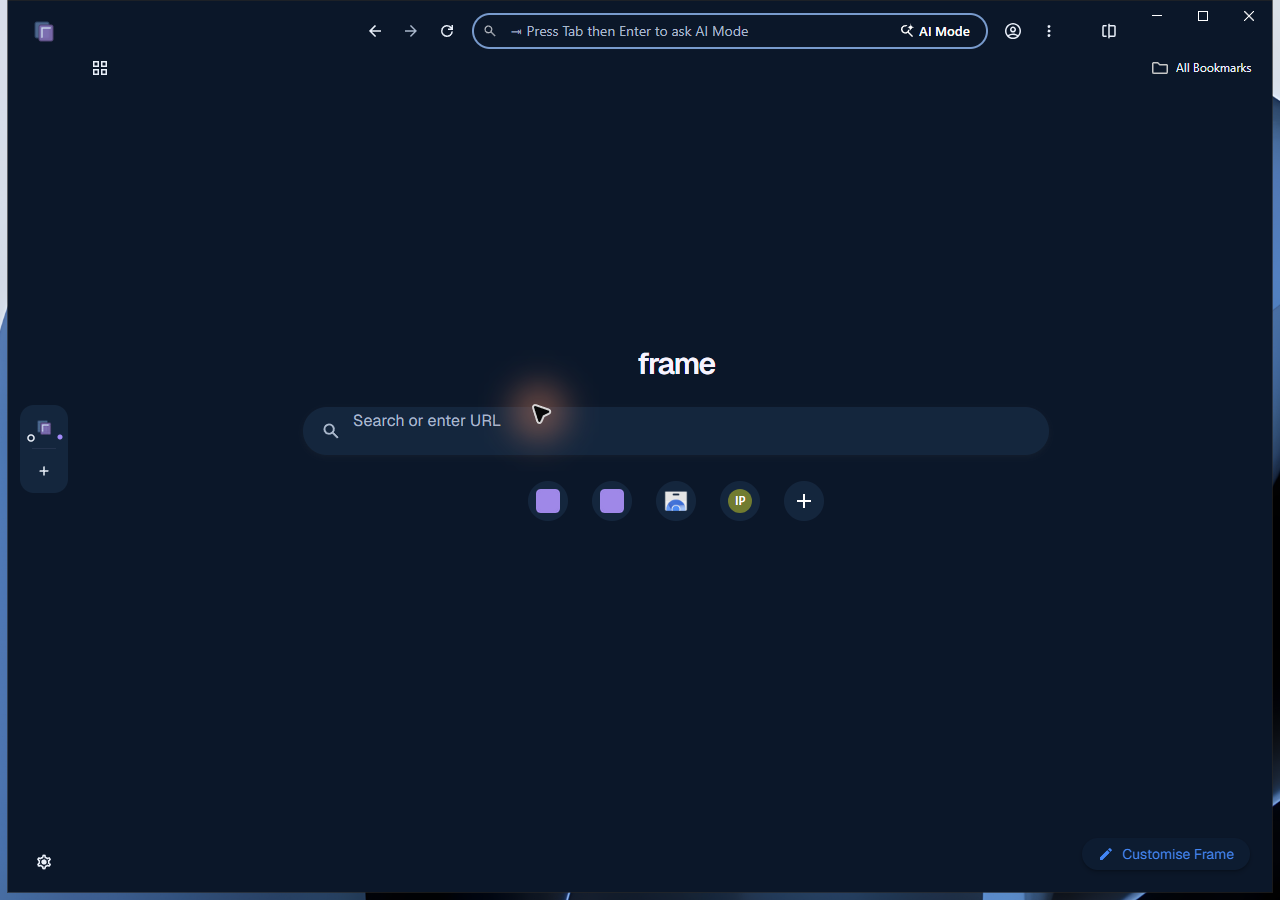 Press Tab then Enter to ask AI Mode
AI Mode
All Bookmarks
frame
Search or enter URL
IP
Customise Frame